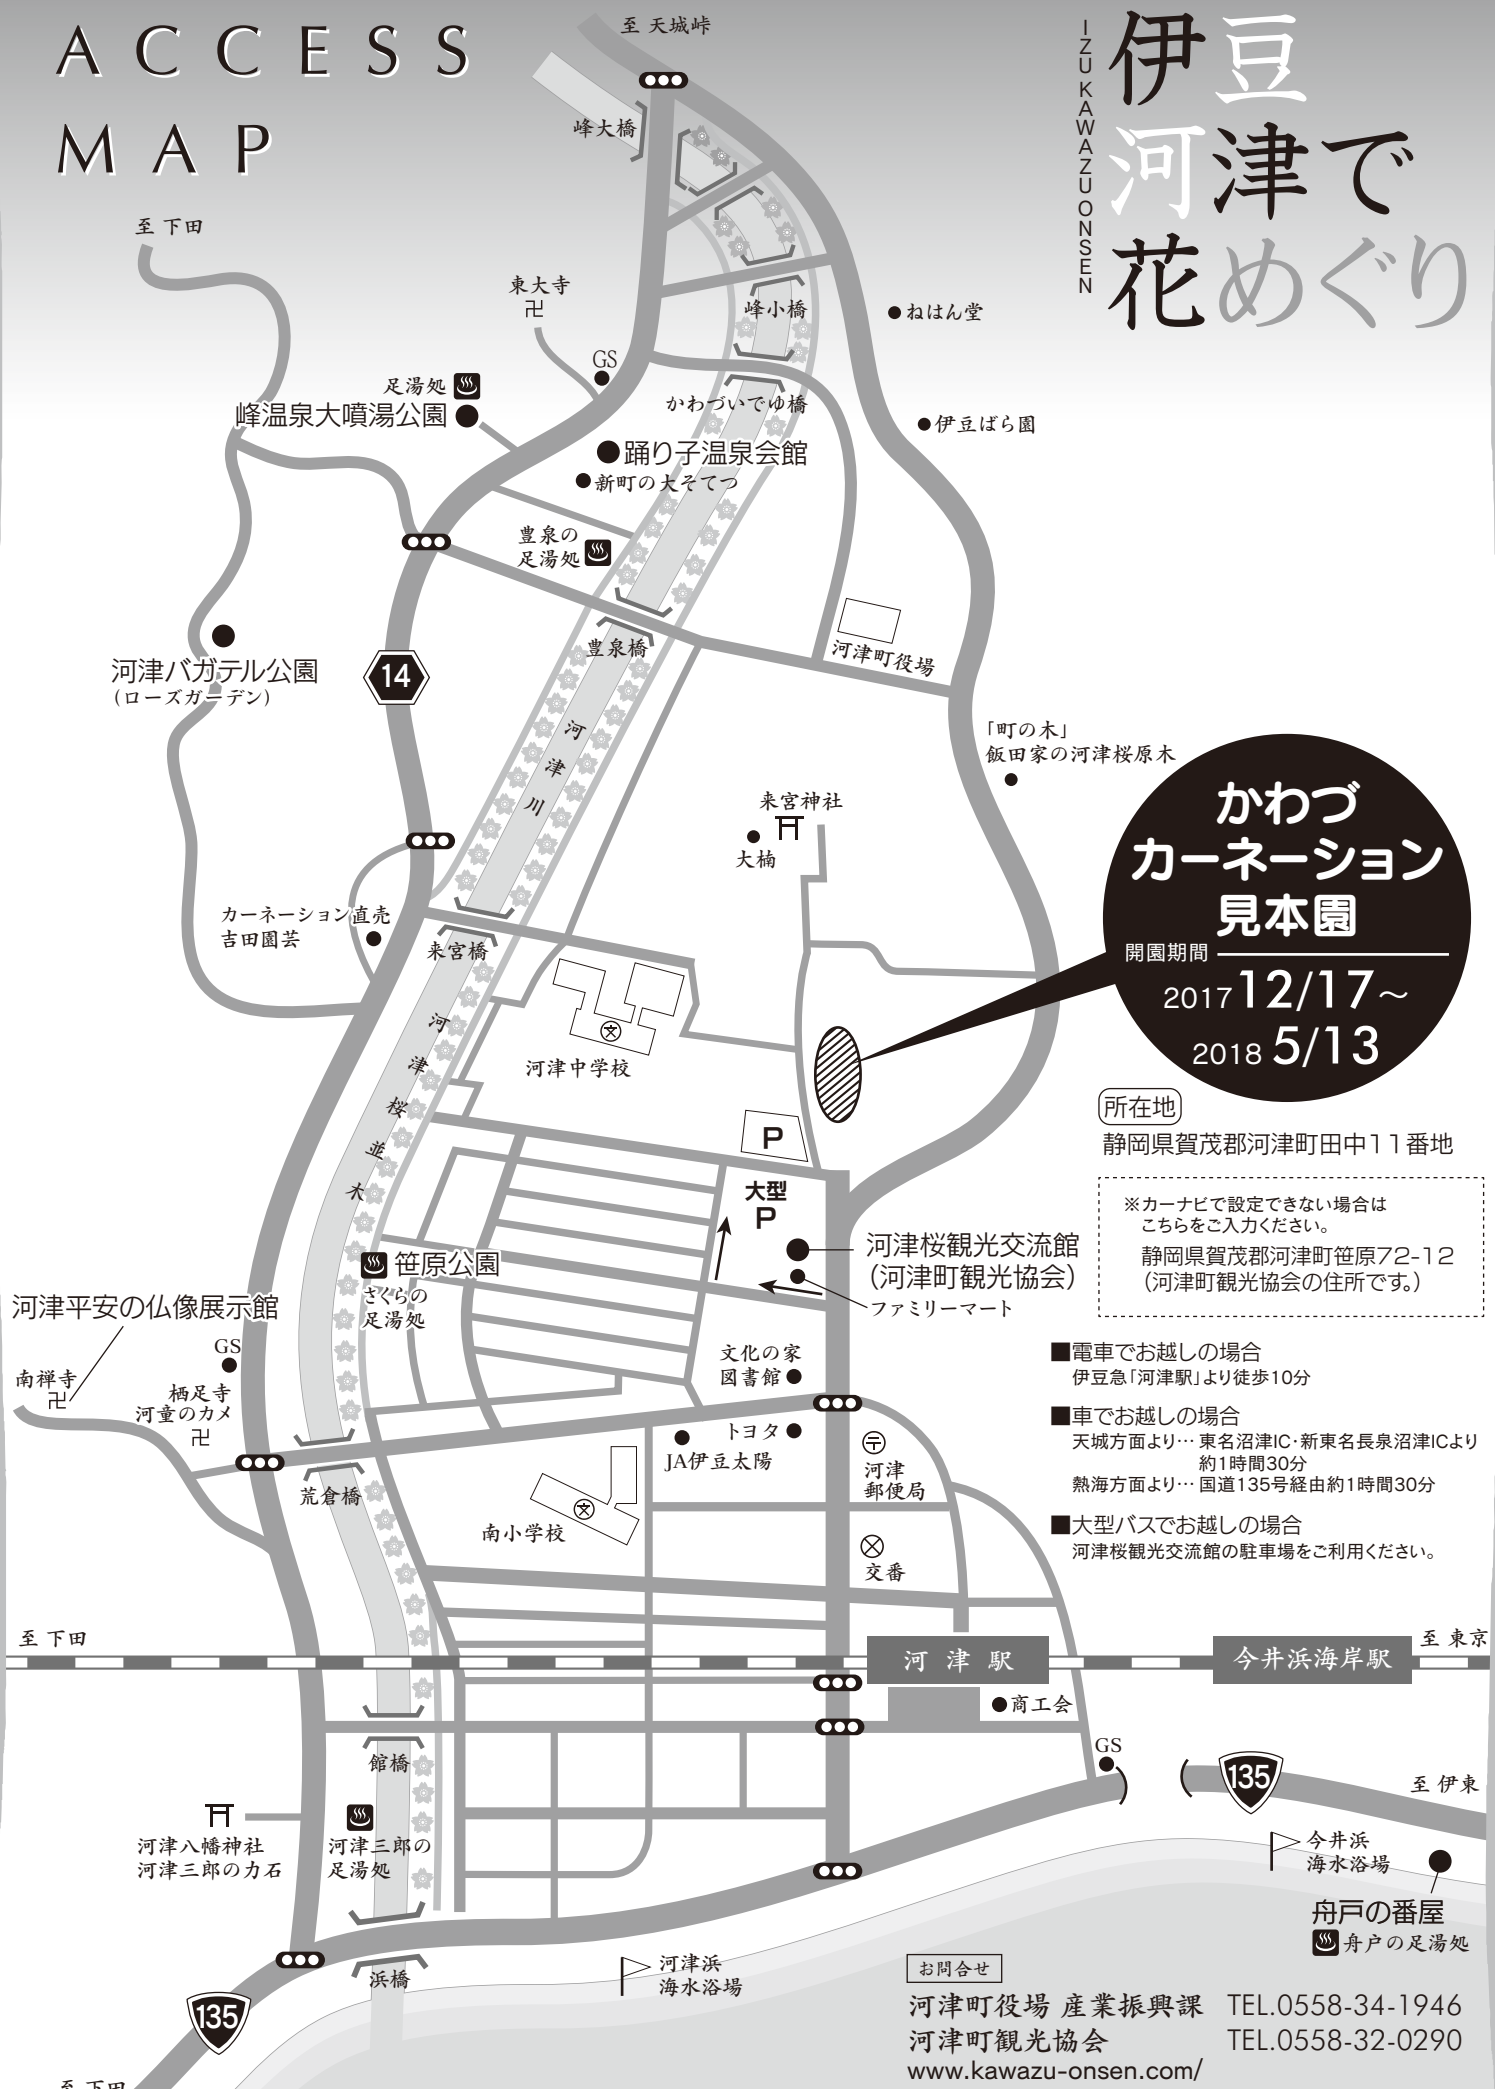 ACCESS
MAP
IZU KAWAZU ONSEN
伊豆
河津で
花めぐり
至 天城峠
峰大橋
至 下田
東大寺
GS
峰小橋
ねはん堂
足湯処
峰温泉大噴湯公園
かわづいでゆ橋
伊豆ばら園
踊り子温泉会館
新町の大そてつ
豊泉の
足湯処
豊泉橋
河津町役場
河津バガテル公園
(ローズガーデン)
14
河津川
「町の木」
飯田家の河津桜原木
来宮神社
大楠
かわづ
カーネーション
見本園
開園期間
2017 12/17~
2018 5/13
カーネーション直売
吉田園芸
来宮橋
文
河津中学校
河津桜並木
P
所在地
静岡県賀茂郡河津町田中11番地
大型
P
※カーナビで設定できない場合は
こちらをご入力ください。
静岡県賀茂郡河津町笹原72-12
(河津町観光協会の住所です。)
河津桜観光交流館
(河津町観光協会)
ファミリーマート
笹原公園
さくらの
足湯処
河津平安の仏像展示館
GS
南禅寺
栖足寺
河童のカメ
文化の家
図書館
■電車でお越しの場合
伊豆急「河津駅」より徒歩10分
■車でお越しの場合
天城方面より…東名沼津IC・新東名長泉沼津ICより
約1時間30分
熱海方面より…国道135号経由約1時間30分
■大型バスでお越しの場合
河津桜観光交流館の駐車場をご利用ください。
トヨタ
JA伊豆太陽
河津
郵便局
荒倉橋
文
南小学校
交番
至 下田
河津駅
今井浜海岸駅
至 東京
商工会
館橋
GS
135
至 伊東
河津八幡神社
河津三郎の力石
河津三郎の
足湯処
今井浜
海水浴場
舟戸の番屋
舟戸の足湯処
浜橋
河津浜
海水浴場
135
至 下田
お問合せ
河津町役場 産業振興課 TEL.0558-34-1946
河津町観光協会 TEL.0558-32-0290
www.kawazu-onsen.com/